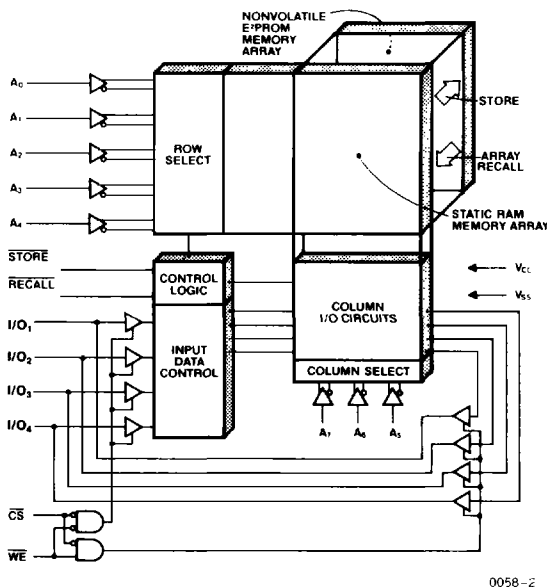 NONVOLATILE
E²PROM
MEMORY
ARRAY
A₀
A₁
A₂
A₃
A₄
ROW
SELECT
STORE
ARRAY
RECALL
STATIC RAM
MEMORY ARRAY
STORE
RECALL
CONTROL
LOGIC
COLUMN
I/O CIRCUITS
VCC
VSS
I/O₁
I/O₂
I/O₃
I/O₄
INPUT
DATA
CONTROL
COLUMN SELECT
A₇
A₆
A₅
CS
WE
0058-2